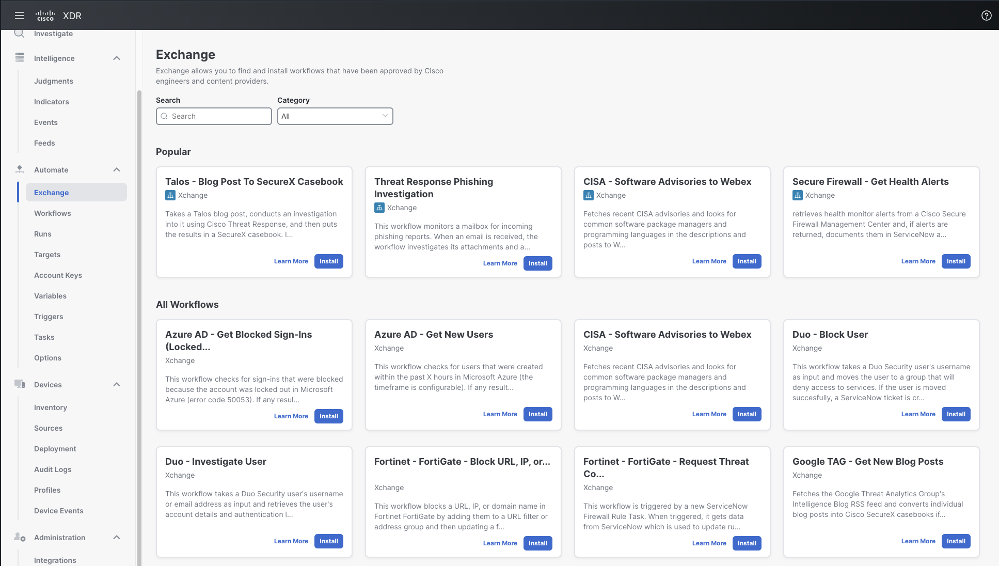 cisco XDR
Investigate
Intelligence
Judgments
Indicators
Events
Feeds
Automate
Exchange
Workflows
Runs
Targets
Account Keys
Variables
Triggers
Tasks
Options
Devices
Inventory
Sources
Deployment
Audit Logs
Profiles
Device Events
Administration
Integrations
Exchange
Exchange allows you to find and install workflows that have been approved by Cisco
engineers and content providers.
Search
Category
Search
All
Popular
Talos - Blog Post To SecureX Casebook
Xchange
Takes a Talos blog post, conducts an investigation
into it using Cisco Threat Response, and then puts
the results in a SecureX casebook. I...
Learn More Install
Threat Response Phishing
Investigation
Xchange
This workflow monitors a mailbox for incoming
phishing reports. When an email is received, the
workflow investigates its attachments and a...
Learn More Install
CISA - Software Advisories to Webex
Xchange
Fetches recent CISA advisories and looks for
common software package managers and
programming languages in the descriptions and
posts to W...
Learn More Install
Secure Firewall - Get Health Alerts
Xchange
retrieves health monitor alerts from a Cisco Secure
Firewall Management Center and, if alerts are
returned, documents them in ServiceNow a...
Learn More Install
All Workflows
Azure AD - Get Blocked Sign-Ins
(Locked...
Xchange
This workflow checks for sign-ins that were blocked
because the account was locked out in Microsoft
Azure (error code 50053). If any resul...
Learn More Install
Azure AD - Get New Users
Xchange
This workflow checks for users that were created
within the past X hours in Microsoft Azure (the
timeframe is configurable). If any result...
Learn More Install
CISA - Software Advisories to Webex
Xchange
Fetches recent CISA advisories and looks for
common software package managers and
programming languages in the descriptions and
posts to W...
Learn More Install
Duo - Block User
Xchange
This workflow takes a Duo Security user's username
as input and moves the user to a group that will
deny access to services. If the user is moved
succesfully, a ServiceNow ticket is cr...
Learn More Install
Duo - Investigate User
Xchange
This workflow takes a Duo Security user's username
or email address as input and retrieves the user's
account details and authentication l...
Learn More Install
Fortinet - FortiGate - Block URL, IP, or...
Xchange
This workflow blocks a URL, IP, or domain name in
Fortinet FortiGate by adding them to a URL filter or
address group and then updating a f...
Learn More Install
Fortinet - FortiGate - Request Threat
Co...
Xchange
This workflow is triggered by a new ServiceNow
Firewall Rule Task. When triggered, it gets data
from ServiceNow which is used to update ru...
Learn More Install
Google TAG - Get New Blog Posts
Xchange
Fetches the Google Threat Analytics Group's
Intelligence Blog RSS feed and converts individual
blog posts into Cisco SecureX casebooks if...
Learn More Install